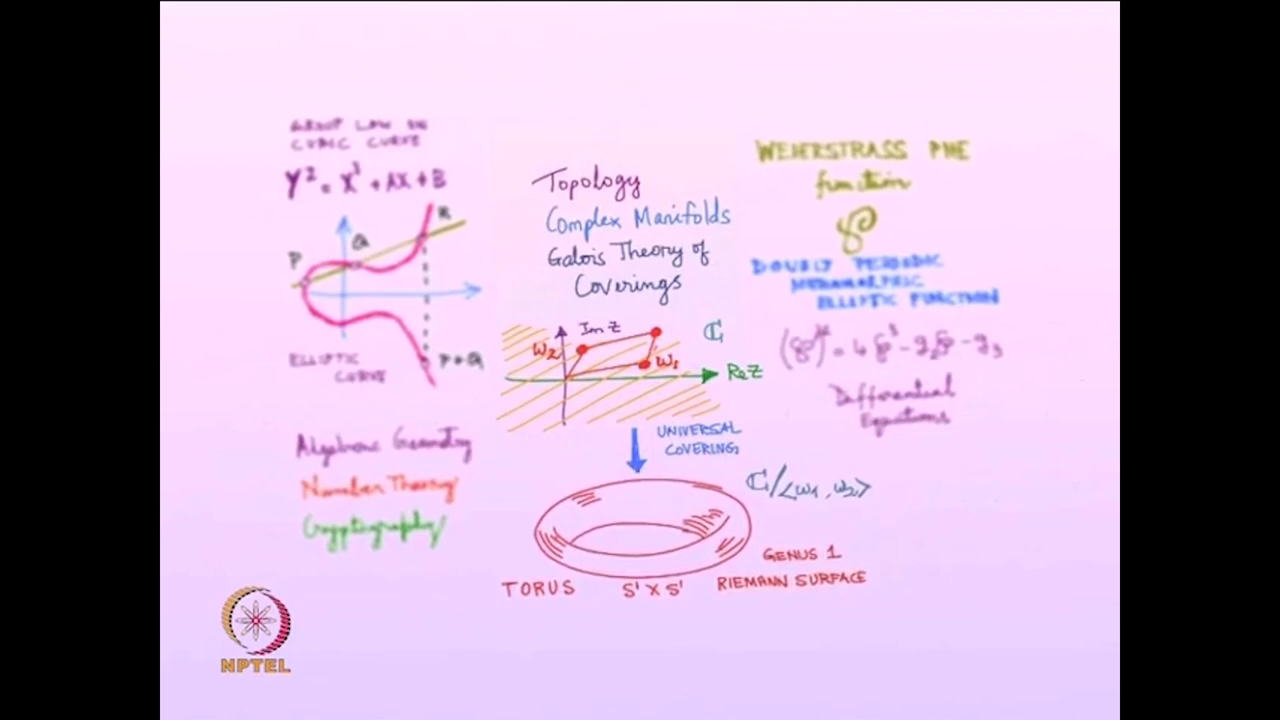 GROUP LAW ON
CUBIC CURVE
Y² = X³ + AX + B
R
Q
P
P+Q
ELLIPTIC
CURVE
Algebraic Geometry
Number Theory
Cryptography
Topology
Complex Manifolds
Galois Theory of
Coverings
Im Z
ℂ
ω₂
ω₁
Re Z
UNIVERSAL
COVERING
ℂ/<ω₁, ω₂>
GENUS 1
TORUS S¹ X S¹ RIEMANN SURFACE
WEIERSTRASS PHE
function
℘
DOUBLY PERIODIC
MEROMORPHIC
ELLIPTIC FUNCTION
(℘')² = 4℘³ - g₂℘ - g₃
Differential
Equations
NPTEL